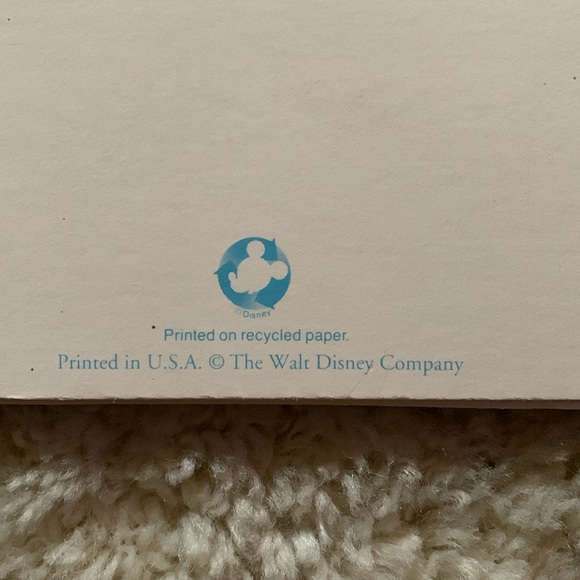 Disney
Printed on recycled paper.
Printed in U.S.A. © The Walt Disney Company